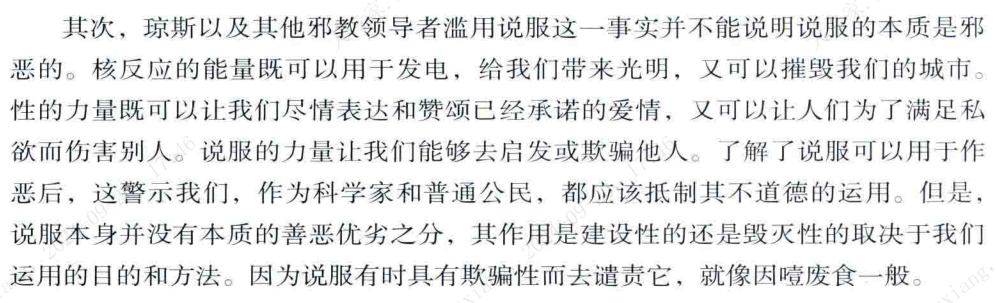 其次，琼斯以及其他邪教领导者滥用说服这一事实并不能说明说服的本质是邪
恶的。核反应的能量既可以用于发电，给我们带来光明，又可以摧毁我们的城市。
性的力量既可以让我们尽情表达和赞颂已经承诺的爱情，又可以让人们为了满足私
欲而伤害别人。说服的力量让我们能够去启发或欺骗他人。了解了说服可以用于作
恶后，这警示我们，作为科学家和普通公民，都应该抵制其不道德的运用。但是，
说服本身并没有本质的善恶优劣之分，其作用是建设性的还是毁灭性的取决于我们
运用的目的和方法。因为说服有时具有欺骗性而去谴责它，就像因噎废食一般。